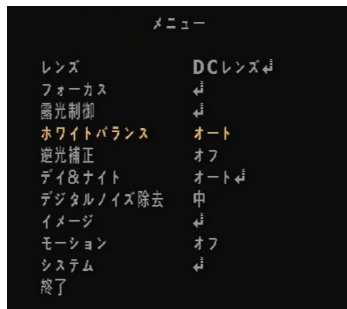 メニュー
レンズ DCレンズ↲
フォーカス ↲
露光制御 ↲
ホワイトバランス オート
逆光補正 オフ
デイ&ナイト オート↲
デジタルノイズ除去 中
イメージ ↲
モーション オフ
システム ↲
終了